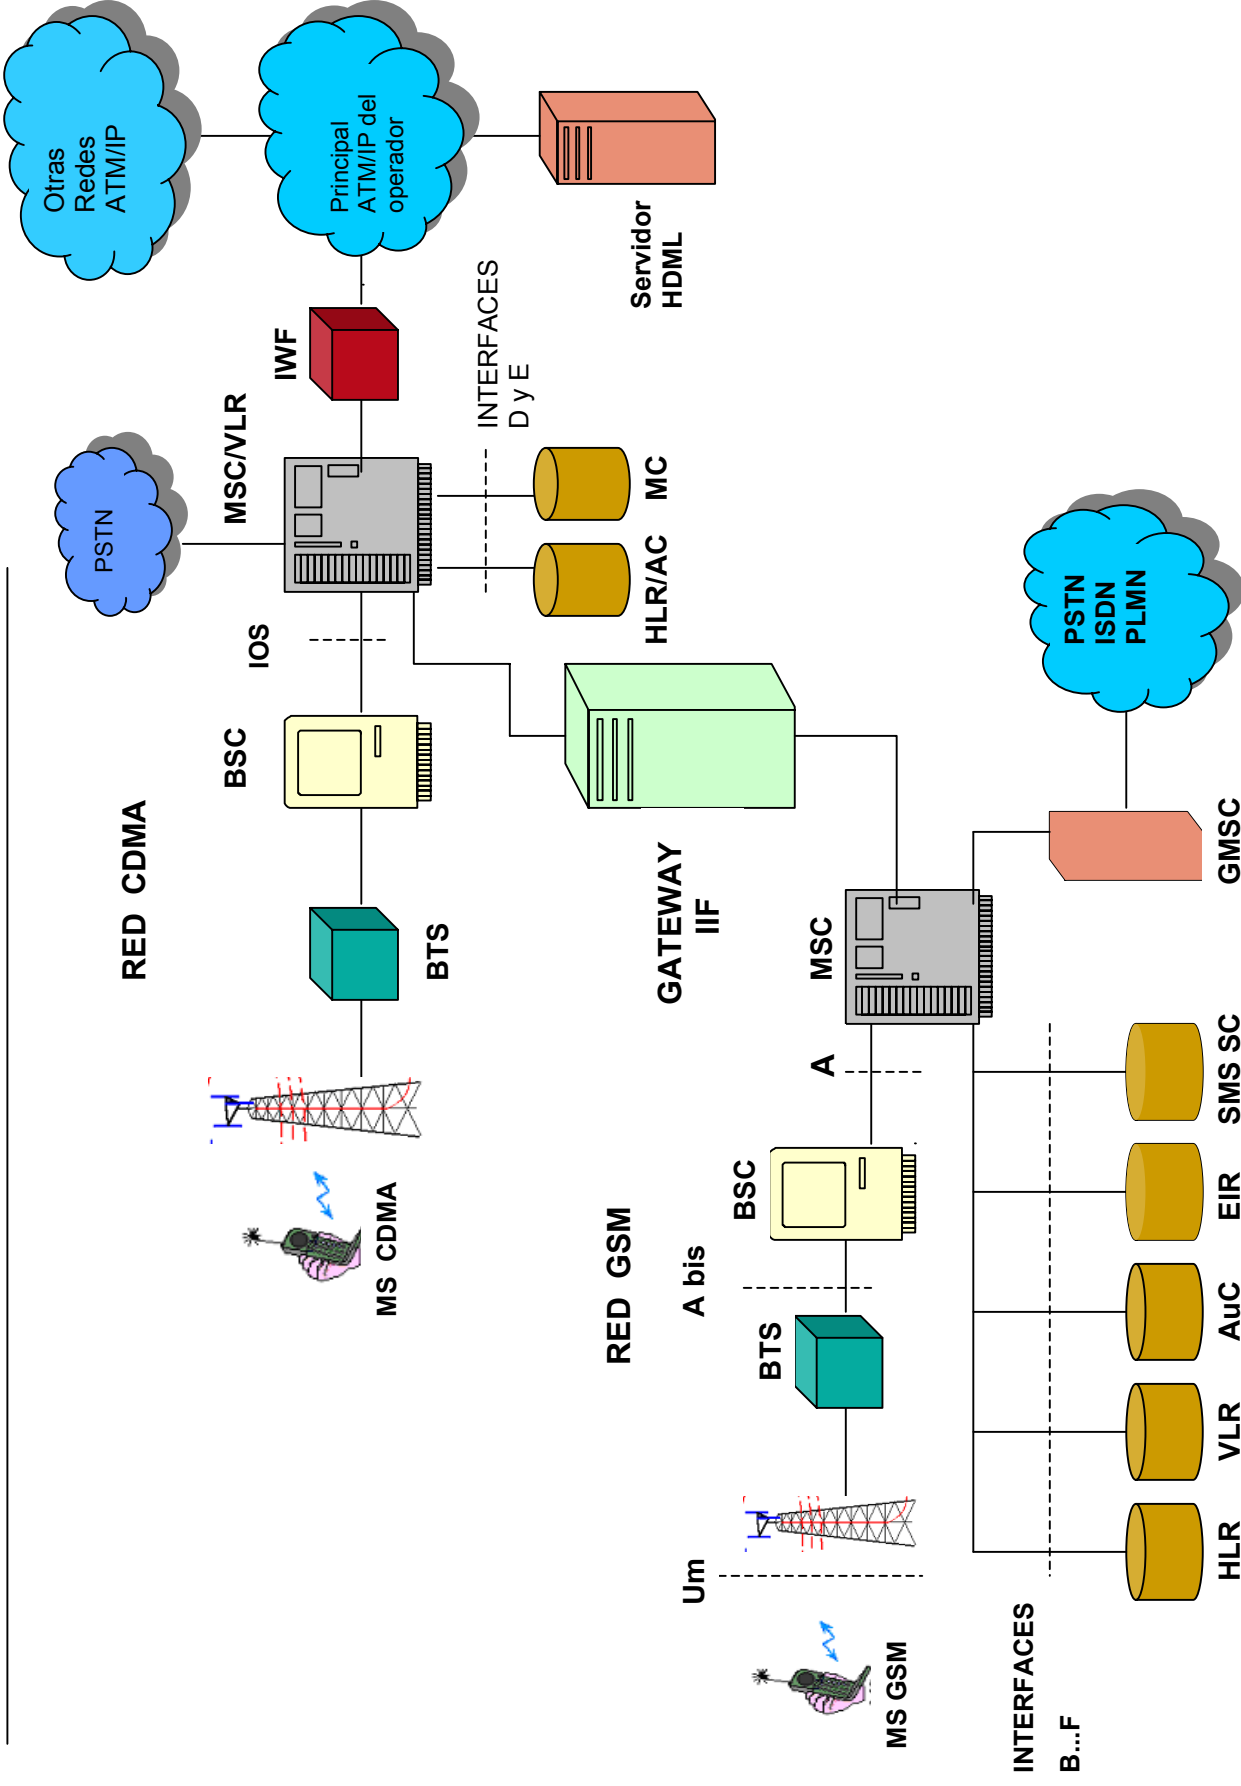 RED CDMA
PSTN
Otras
Redes
ATM/IP
MSC/VLR
IOS
BSC
IWF
Principal
ATM/IP del
operador
MS CDMA
BTS
INTERFACES
D y E
HLR/AC
MC
Servidor
HDML
RED GSM
GATEWAY
IIF
Um
A bis
BSC
A
MSC
BTS
MS GSM
PSTN
ISDN
PLMN
INTERFACES
B...F
HLR
VLR
AuC
EIR
SMS SC
GMSC